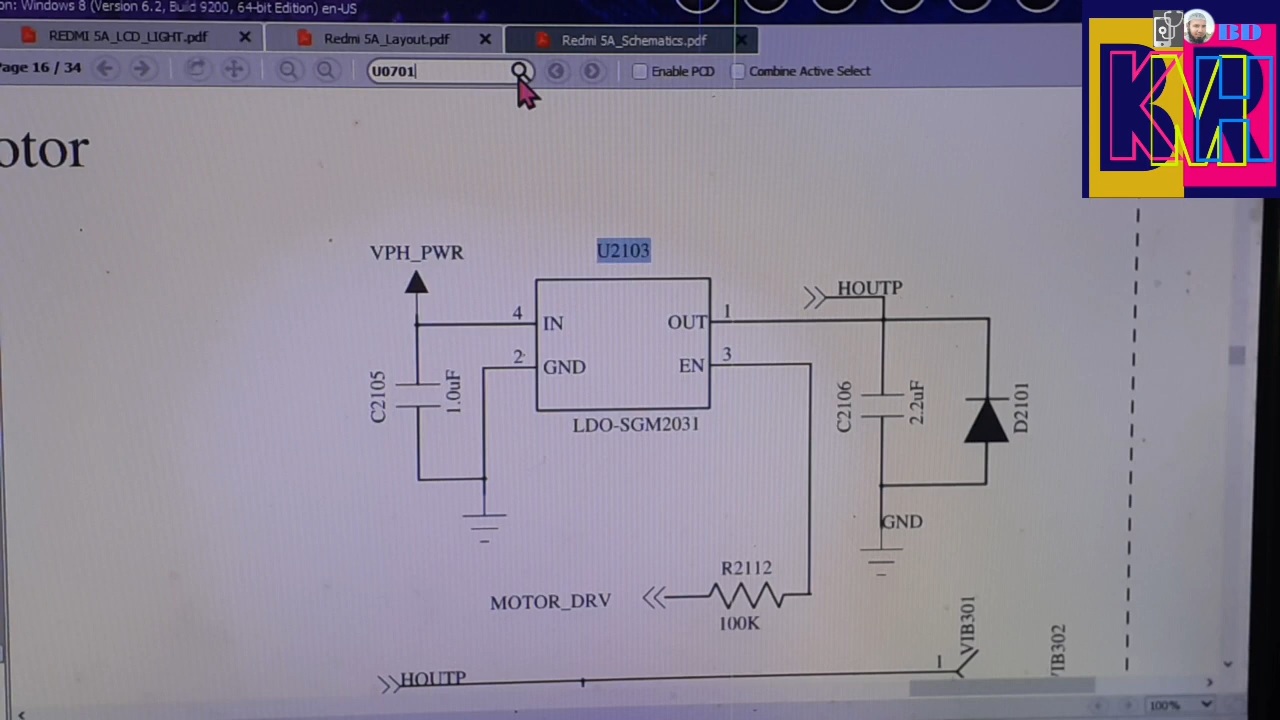 on: Windows 8 (Version 6.2, Build 9200, 64-bit Edition) en-US
REDMI 5A_LCD_LIGHT.pdf
Redmi 5A_Layout.pdf
Redmi 5A_Schematics.pdf
Page 16 / 34
U0701
Enable PCD
Combine Active Select
BD
KMR
otor
VPH_PWR
U2103
HOUTP
4
IN
OUT
1
2
GND
EN
3
C2105
1.0uF
LDO-SGM2031
C2106
2.2uF
D2101
GND
R2112
MOTOR_DRV
100K
VIB301
VIB302
1
HOUTP
100%